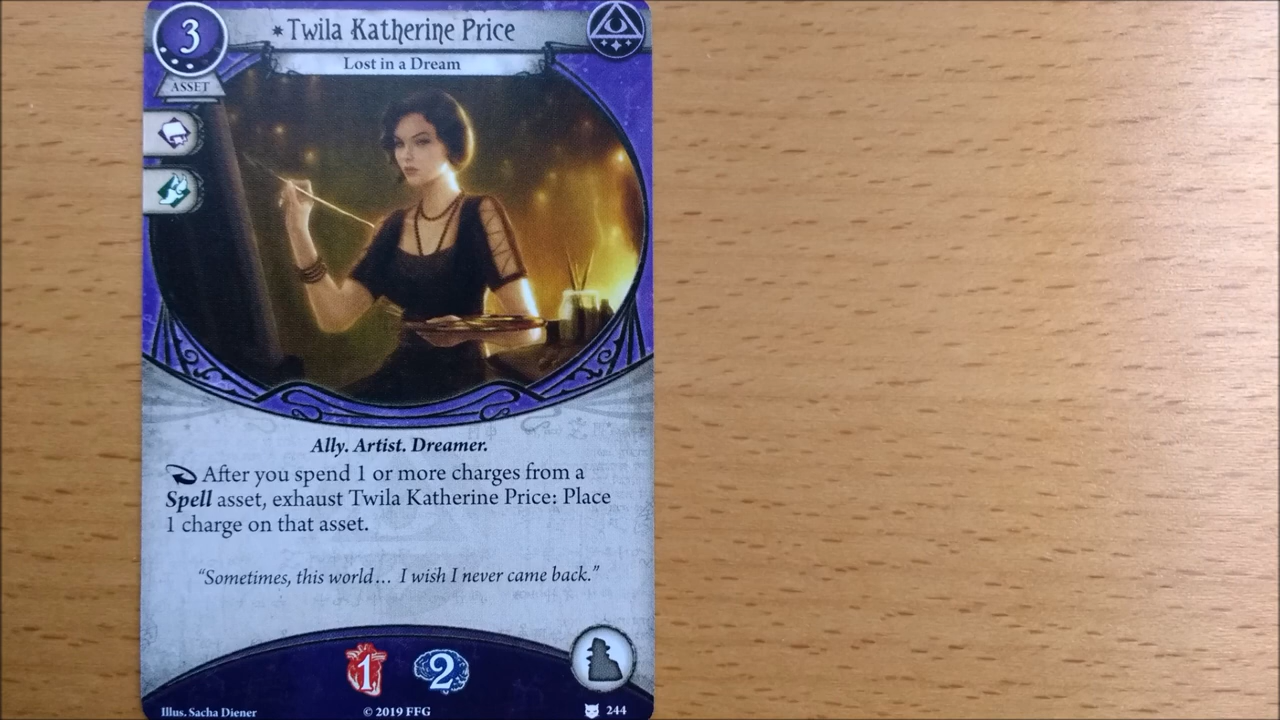 3
Twila Katherine Price
Lost in a Dream
ASSET
Ally. Artist. Dreamer.
After you spend 1 or more charges from a
Spell asset, exhaust Twila Katherine Price: Place
1 charge on that asset.
“Sometimes, this world… I wish I never came back.”
1 2
Illus. Sacha Diener © 2019 FFG 244